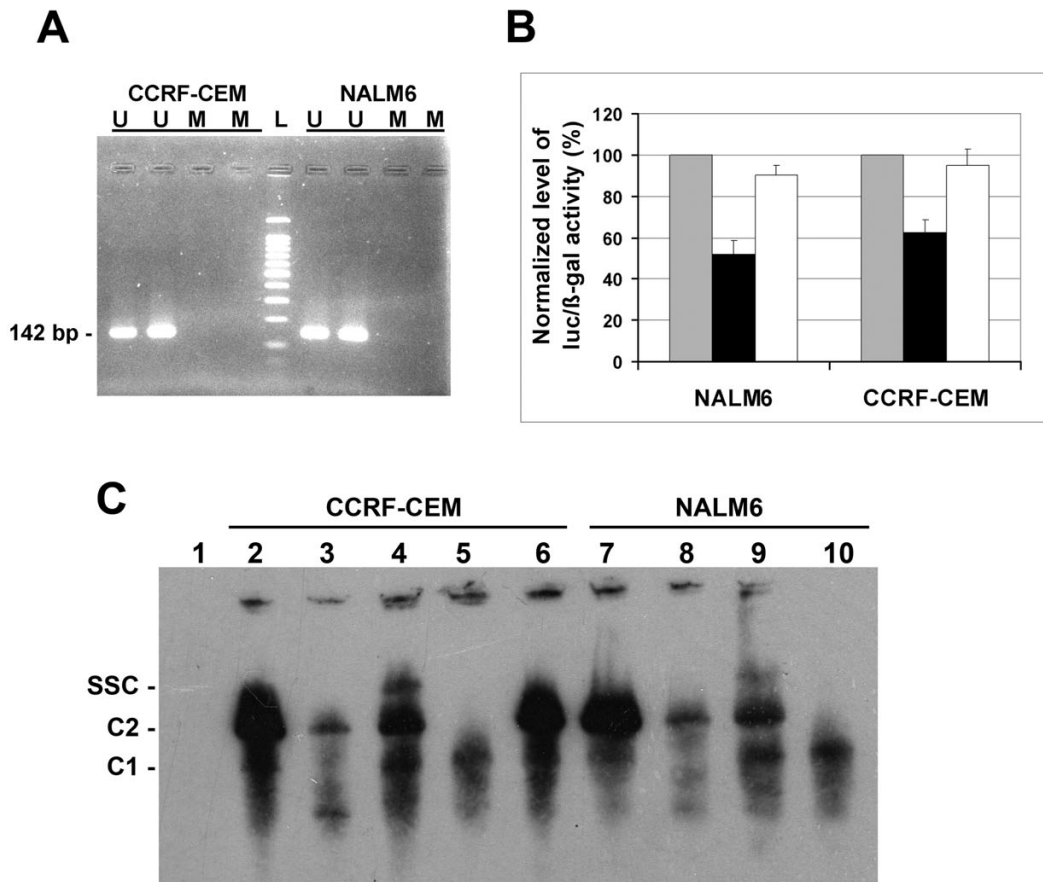 A
CCRF-CEM NALM6
U U M M L U U M M
142 bp -
B
Normalized level of
luc/ß-gal activity (%)
120
100
80
60
40
20
0
NALM6 CCRF-CEM
C
CCRF-CEM NALM6
1 2 3 4 5 6 7 8 9 10
SSC -
C2 -
C1 -